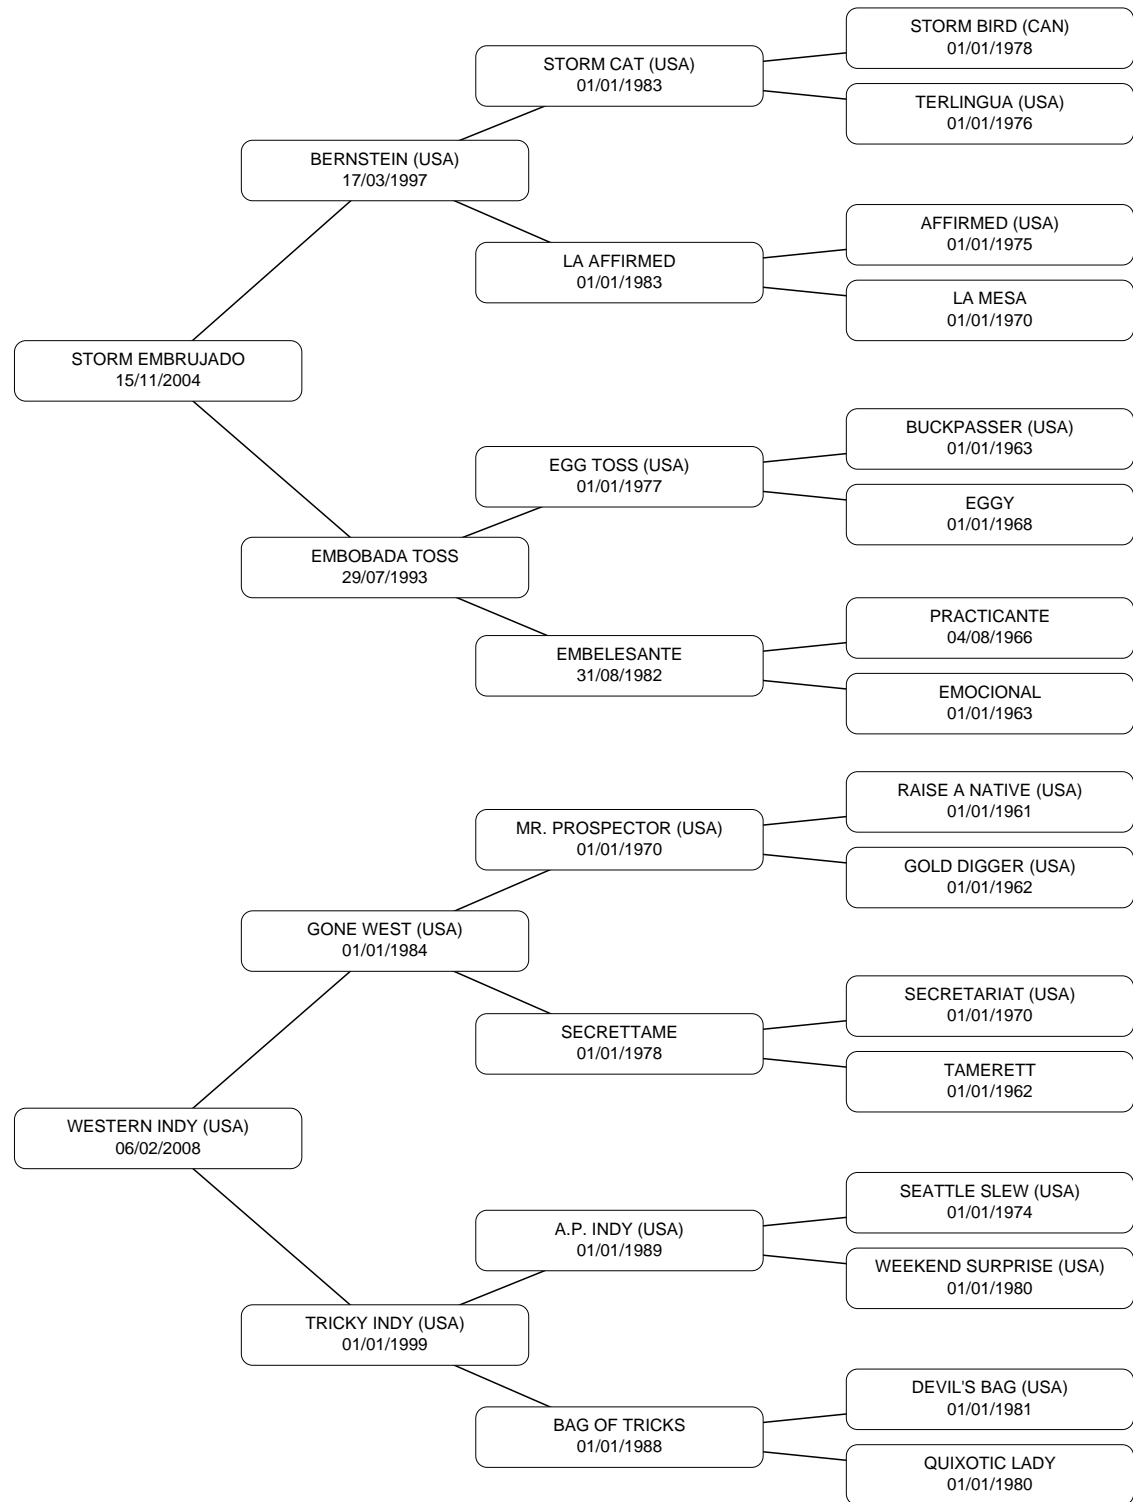 STORM BIRD (CAN)
01/01/1978
STORM CAT (USA)
01/01/1983
TERLINGUA (USA)
01/01/1976
BERNSTEIN (USA)
17/03/1997
AFFIRMED (USA)
01/01/1975
LA AFFIRMED
01/01/1983
LA MESA
01/01/1970
STORM EMBRUJADO
15/11/2004
BUCKPASSER (USA)
01/01/1963
EGG TOSS (USA)
01/01/1977
EGGY
01/01/1968
EMBOBADA TOSS
29/07/1993
PRACTICANTE
04/08/1966
EMBELESANTE
31/08/1982
EMOCIONAL
01/01/1963
RAISE A NATIVE (USA)
01/01/1961
MR. PROSPECTOR (USA)
01/01/1970
GOLD DIGGER (USA)
01/01/1962
GONE WEST (USA)
01/01/1984
SECRETARIAT (USA)
01/01/1970
SECRETTAME
01/01/1978
TAMERETT
01/01/1962
WESTERN INDY (USA)
06/02/2008
SEATTLE SLEW (USA)
01/01/1974
A.P. INDY (USA)
01/01/1989
WEEKEND SURPRISE (USA)
01/01/1980
TRICKY INDY (USA)
01/01/1999
DEVIL'S BAG (USA)
01/01/1981
BAG OF TRICKS
01/01/1988
QUIXOTIC LADY
01/01/1980